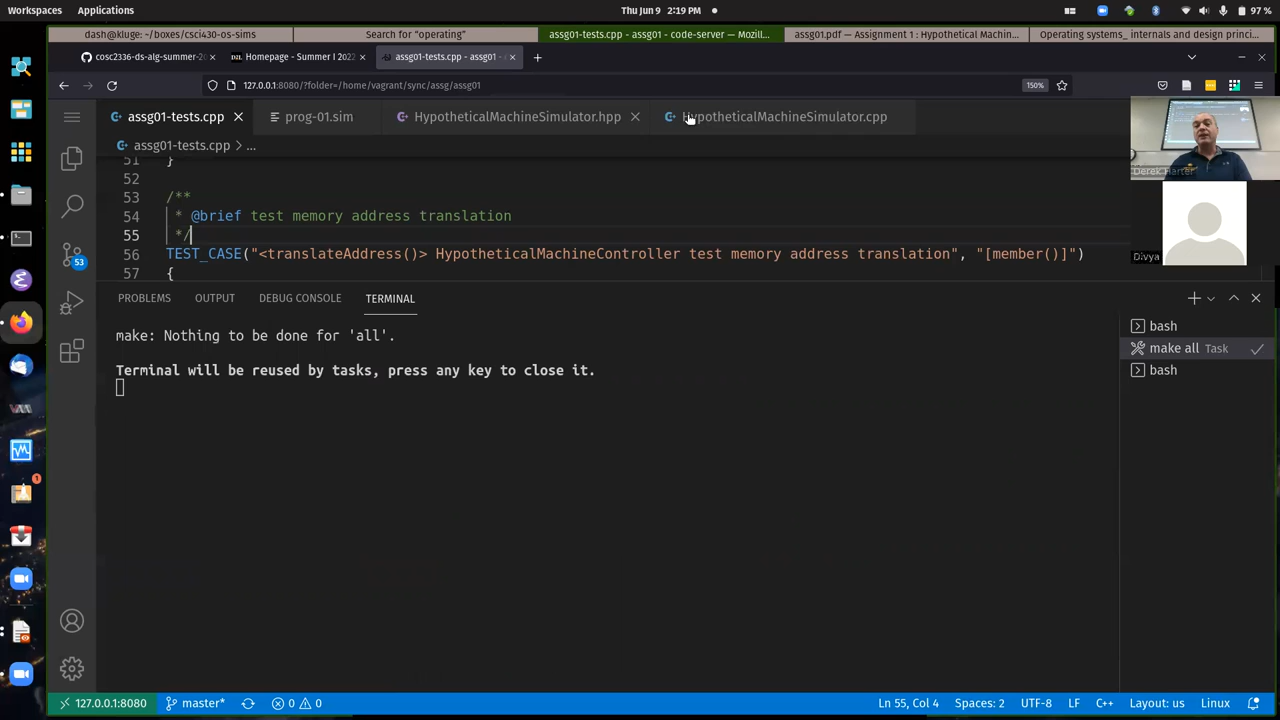 Workspaces Applications Thu Jun 9 2:19 PM 97 %
dash@kluge: ~/boxes/csci430-os-sims Search for "operating" assg01-tests.cpp - assg01 - code-server — Mozill... assg01.pdf — Assignment 1 : Hypothetical Machin... Operating systems_ internals and design princi...
cosc2336-ds-alg-summer-2 D2L Homepage - Summer I 2022 assg01-tests.cpp - assg01 -
127.0.0.1:8080/?folder=/home/vagrant/sync/assg/assg01 150%
assg01-tests.cpp prog-01.sim HypotheticalMachineSimulator.hpp HypotheticalMachineSimulator.cpp
assg01-tests.cpp > ...
51 }
52
53 /**
54 * @brief test memory address translation
55 */
56 TEST_CASE("<translateAddress()> HypotheticalMachineController test memory address translation", "[member()]")
57 {
Derek Harter
Divya
PROBLEMS OUTPUT DEBUG CONSOLE TERMINAL
make: Nothing to be done for 'all'.
Terminal will be reused by tasks, press any key to close it.
bash
make all Task
bash
53
1
127.0.0.1:8080 master* 0 0 Ln 55, Col 4 Spaces: 2 UTF-8 LF C++ Layout: us Linux